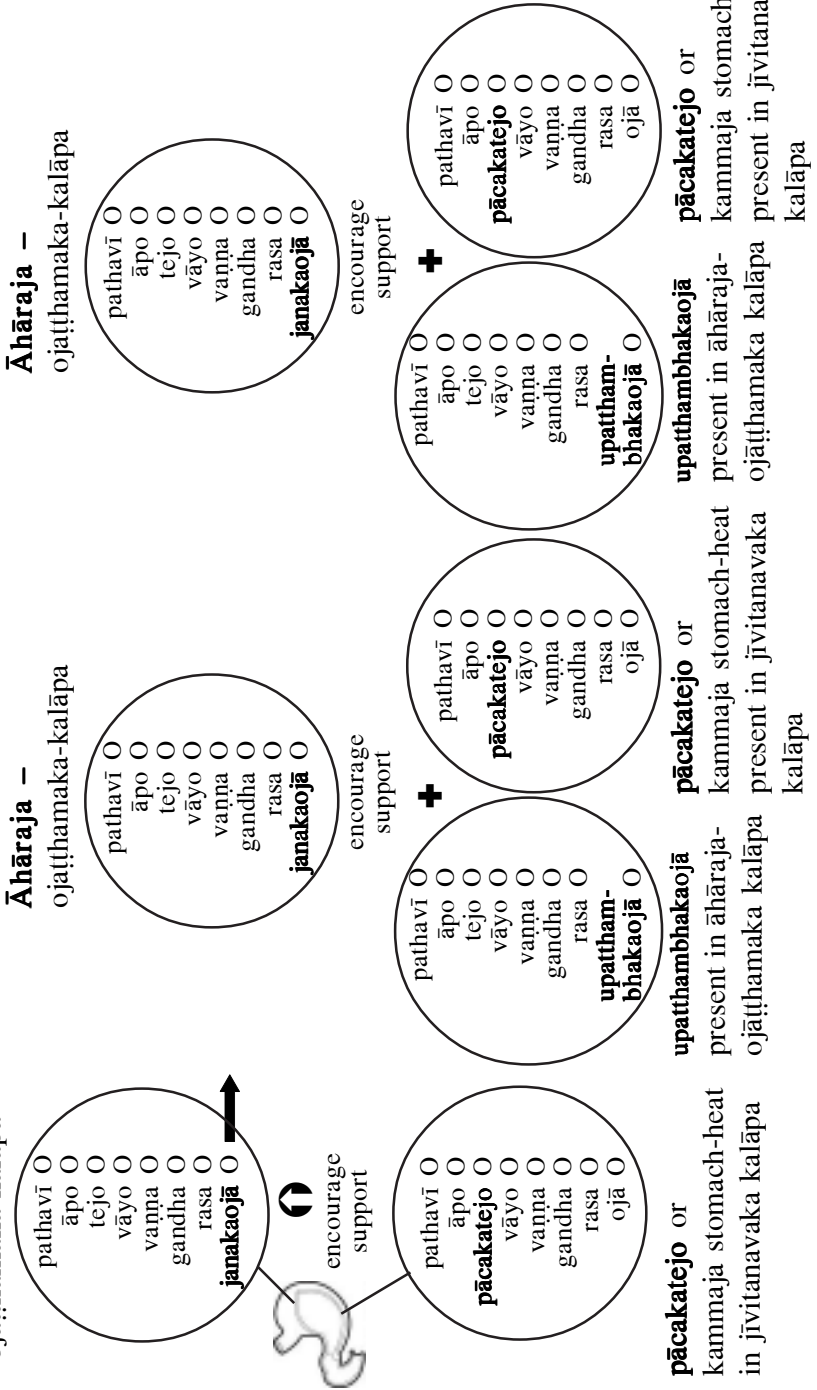 pathavī O
āpo O
tejo O
vāyo O
vaṇṇa O
gandha O
rasa O
janakaojā O
encourage
support
pathavī O
āpo O
pācakatejo O
vāyo O
vaṇṇa O
gandha O
rasa O
ojā O
pācakatejo or
kammaja stomach-heat
in jīvitanavaka kalāpa
Āhāraja –
ojaṭṭhamaka-kalāpa
pathavī O
āpo O
tejo O
vāyo O
vaṇṇa O
gandha O
rasa O
janakaojā O
encourage
support
+
pathavī O
āpo O
tejo O
vāyo O
vaṇṇa O
gandha O
rasa O
upattham-
bhakaojā O
upatthambhakaojā
present in āhāraja-
ojāṭṭhamaka kalāpa
pathavī O
āpo O
pācakatejo O
vāyo O
vaṇṇa O
gandha O
rasa O
ojā O
pācakatejo or
kammaja stomach-heat
present in jīvitanavaka
kalāpa
Āhāraja –
ojaṭṭhamaka-kalāpa
pathavī O
āpo O
tejo O
vāyo O
vaṇṇa O
gandha O
rasa O
janakaojā O
encourage
support
+
pathavī O
āpo O
tejo O
vāyo O
vaṇṇa O
gandha O
rasa O
upattham-
bhakaojā O
upatthambhakaojā
present in āhāraja-
ojāṭṭhamaka kalāpa
pathavī O
āpo O
pācakatejo O
vāyo O
vaṇṇa O
gandha O
rasa O
ojā O
pācakatejo or
kammaja stomach
present in jīvitana
kalāpa